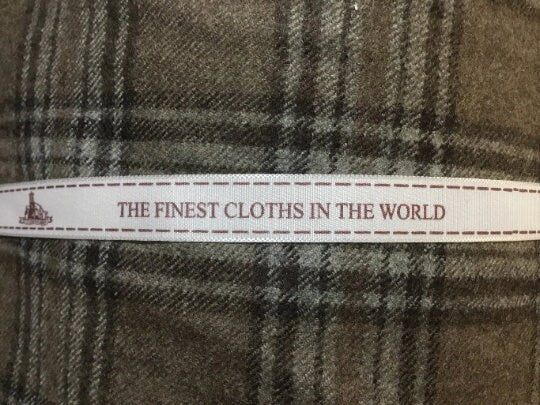 THE FINEST CLOTHS IN THE WORLD